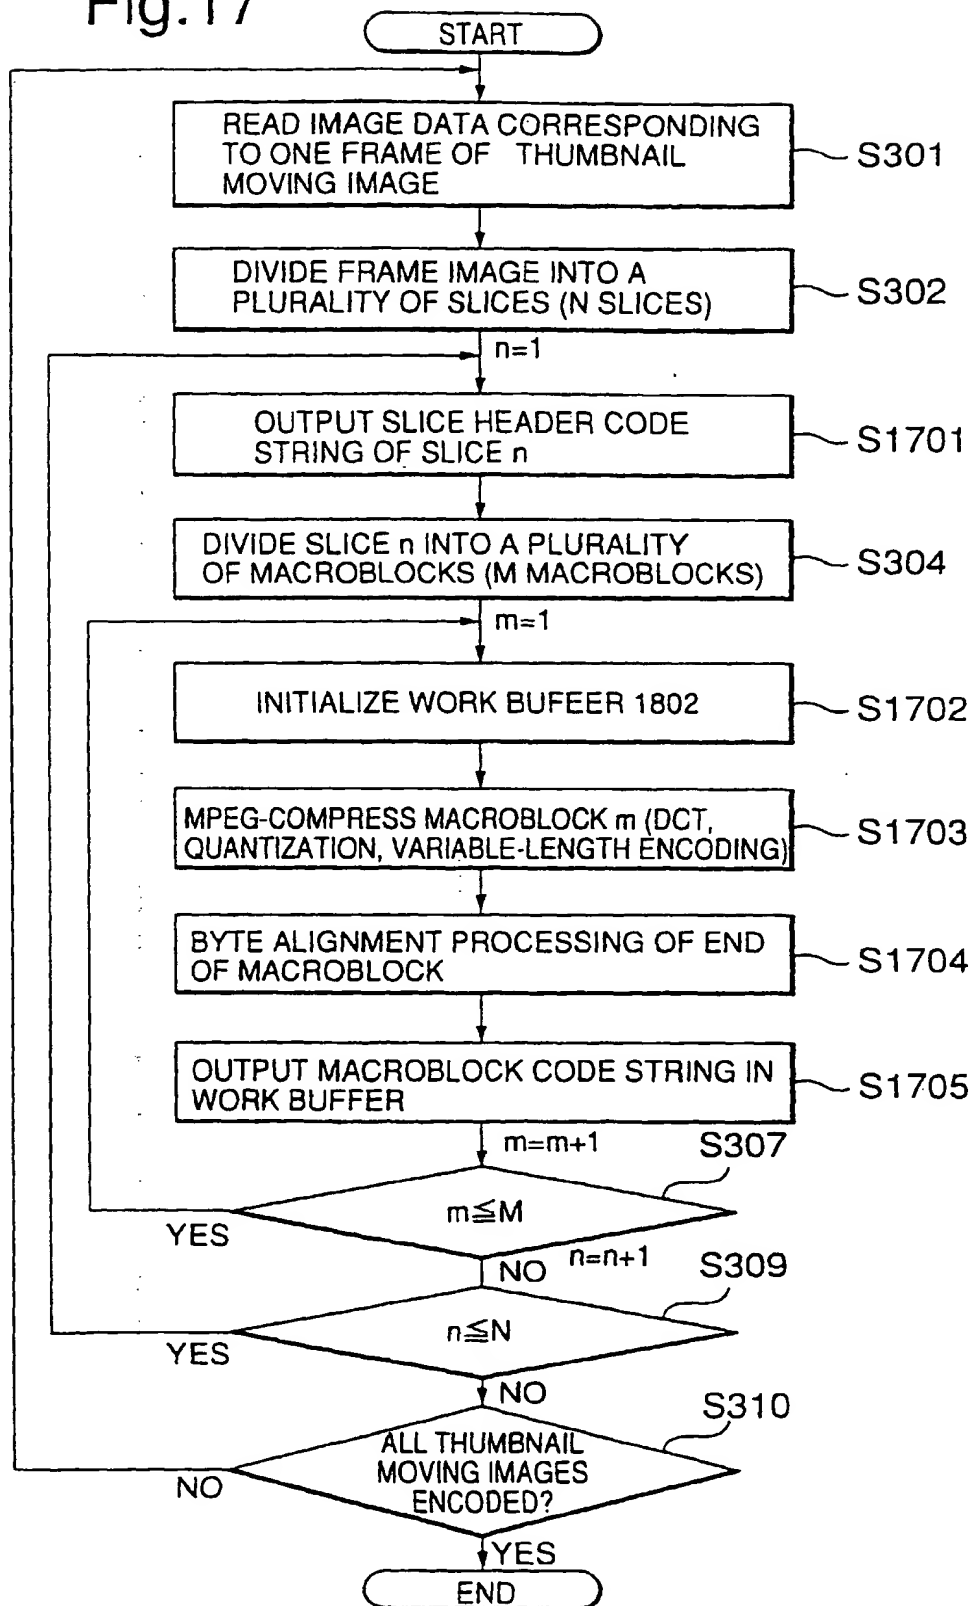 Fig.17
START
READ IMAGE DATA CORRESPONDING
TO ONE FRAME OF THUMBNAIL
MOVING IMAGE
S301
DIVIDE FRAME IMAGE INTO A
PLURALITY OF SLICES (N SLICES)
S302
n=1
OUTPUT SLICE HEADER CODE
STRING OF SLICE n
S1701
DIVIDE SLICE n INTO A PLURALITY
OF MACROBLOCKS (M MACROBLOCKS)
S304
m=1
INITIALIZE WORK BUFEER 1802
S1702
MPEG-COMPRESS MACROBLOCK m (DCT,
QUANTIZATION, VARIABLE-LENGTH ENCODING)
S1703
BYTE ALIGNMENT PROCESSING OF END
OF MACROBLOCK
S1704
OUTPUT MACROBLOCK CODE STRING IN
WORK BUFFER
S1705
m=m+1
S307
m≦M
YES
NO
n=n+1
S309
n≦N
YES
NO
S310
ALL THUMBNAIL
MOVING IMAGES
ENCODED?
NO
YES
END